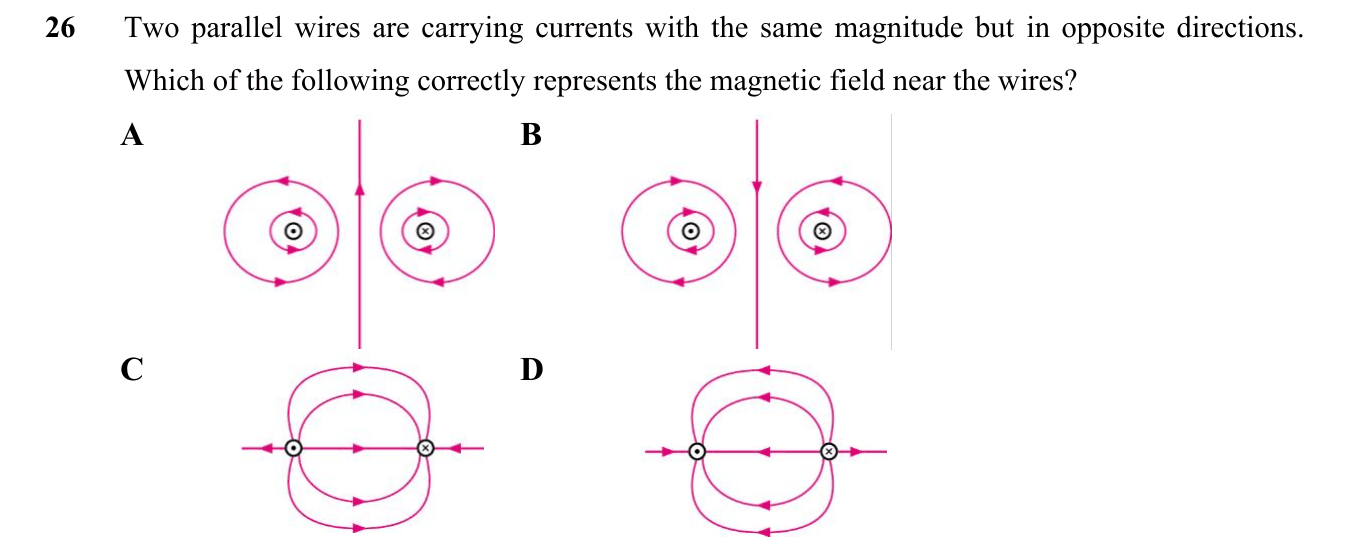 26 Two parallel wires are carrying currents with the same magnitude but in opposite directions.
Which of the following correctly represents the magnetic field near the wires?
A B
C D